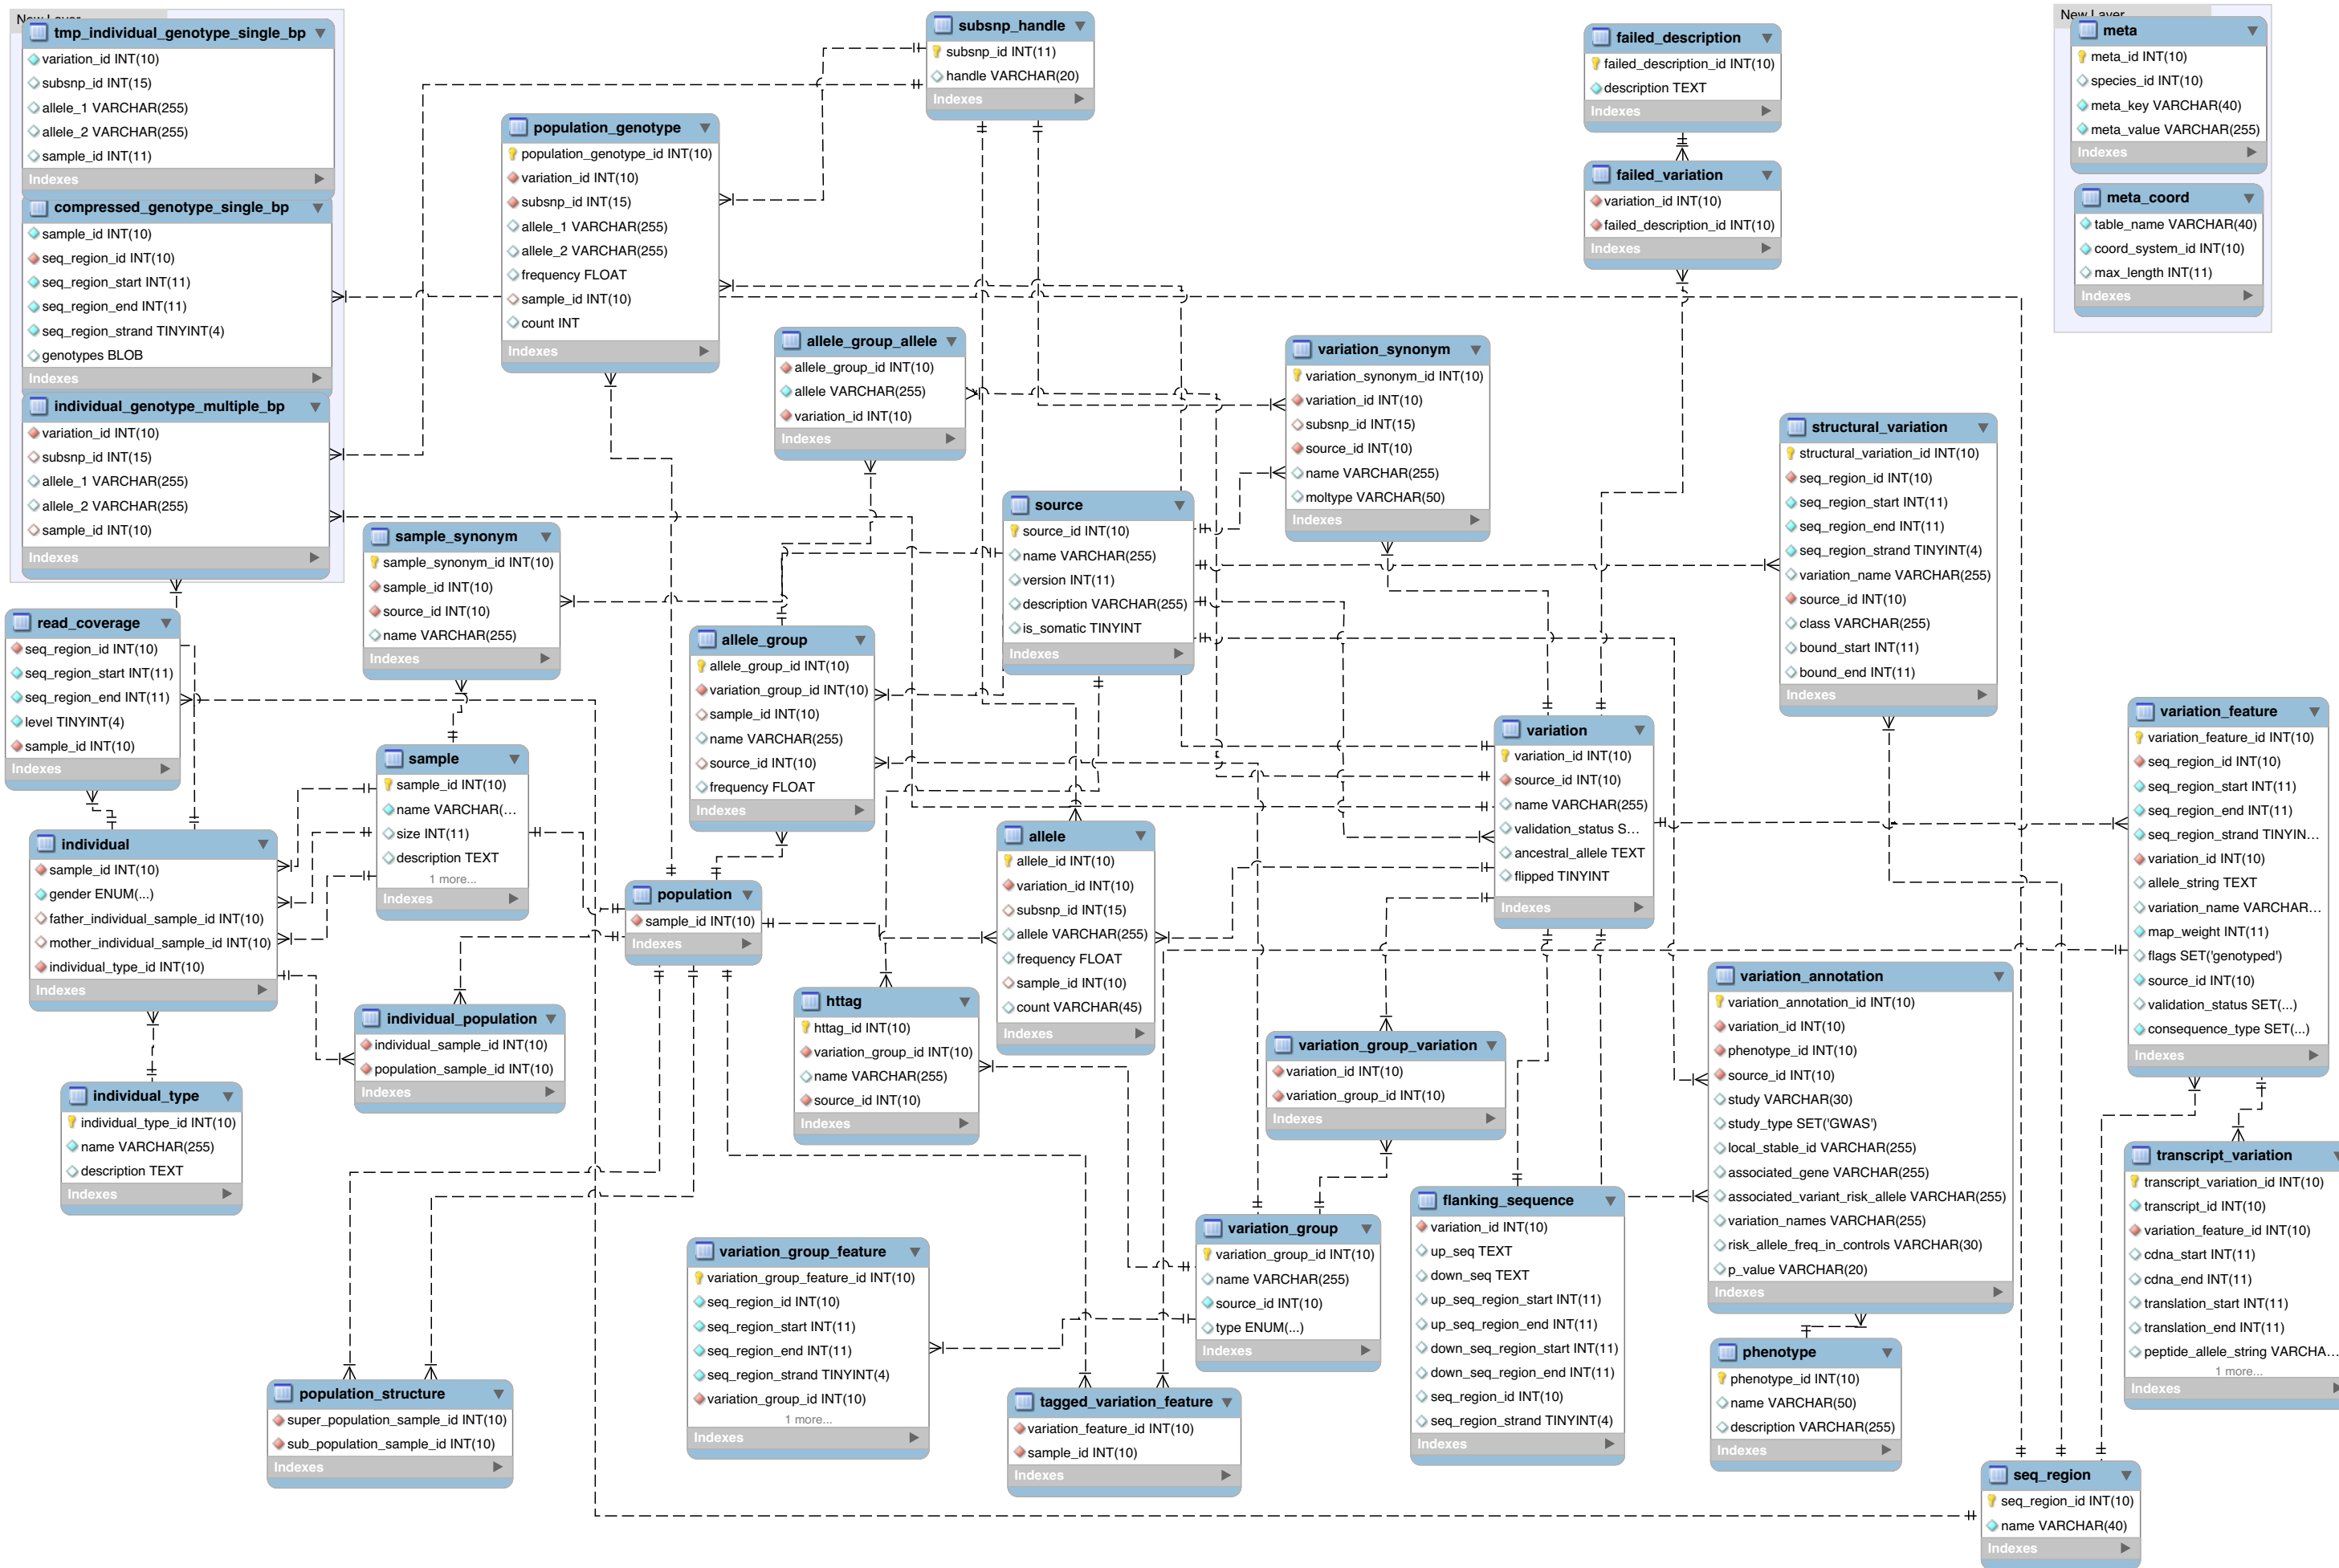 New Layer
tmp_individual_genotype_single_bp
variation_id INT(10)
subsnp_id INT(15)
allele_1 VARCHAR(255)
allele_2 VARCHAR(255)
sample_id INT(11)
Indexes
compressed_genotype_single_bp
sample_id INT(10)
seq_region_id INT(10)
seq_region_start INT(11)
seq_region_end INT(11)
seq_region_strand TINYINT(4)
genotypes BLOB
Indexes
individual_genotype_multiple_bp
variation_id INT(10)
subsnp_id INT(15)
allele_1 VARCHAR(255)
allele_2 VARCHAR(255)
sample_id INT(10)
Indexes
subsnp_handle
subsnp_id INT(11)
handle VARCHAR(20)
Indexes
population_genotype
population_genotype_id INT(10)
variation_id INT(10)
subsnp_id INT(15)
allele_1 VARCHAR(255)
allele_2 VARCHAR(255)
frequency FLOAT
sample_id INT(10)
count INT
Indexes
failed_description
failed_description_id INT(10)
description TEXT
Indexes
failed_variation
variation_id INT(10)
failed_description_id INT(10)
Indexes
New Layer
meta
meta_id INT(10)
species_id INT(10)
meta_key VARCHAR(40)
meta_value VARCHAR(255)
Indexes
meta_coord
table_name VARCHAR(40)
coord_system_id INT(10)
max_length INT(11)
Indexes
allele_group_allele
allele_group_id INT(10)
allele VARCHAR(255)
variation_id INT(10)
Indexes
variation_synonym
variation_synonym_id INT(10)
variation_id INT(10)
subsnp_id INT(15)
source_id INT(10)
name VARCHAR(255)
moltype VARCHAR(50)
Indexes
structural_variation
structural_variation_id INT(10)
seq_region_id INT(10)
seq_region_start INT(11)
seq_region_end INT(11)
seq_region_strand TINYINT(4)
variation_name VARCHAR(255)
source_id INT(10)
class VARCHAR(255)
bound_start INT(11)
bound_end INT(11)
Indexes
source
source_id INT(10)
name VARCHAR(255)
version INT(11)
description VARCHAR(255)
is_somatic TINYINT
Indexes
sample_synonym
sample_synonym_id INT(10)
sample_id INT(10)
source_id INT(10)
name VARCHAR(255)
Indexes
read_coverage
seq_region_id INT(10)
seq_region_start INT(11)
seq_region_end INT(11)
level TINYINT(4)
sample_id INT(10)
Indexes
allele_group
allele_group_id INT(10)
variation_group_id INT(10)
sample_id INT(10)
name VARCHAR(255)
source_id INT(10)
frequency FLOAT
Indexes
sample
sample_id INT(10)
name VARCHAR(...
size INT(11)
description TEXT
1 more...
Indexes
variation
variation_id INT(10)
source_id INT(10)
name VARCHAR(255)
validation_status S...
ancestral_allele TEXT
flipped TINYINT
Indexes
variation_feature
variation_feature_id INT(10)
seq_region_id INT(10)
seq_region_start INT(11)
seq_region_end INT(11)
seq_region_strand TINYIN...
variation_id INT(10)
allele_string TEXT
variation_name VARCHAR...
map_weight INT(11)
flags SET('genotyped')
source_id INT(10)
validation_status SET(...)
consequence_type SET(...)
Indexes
individual
sample_id INT(10)
gender ENUM(...)
father_individual_sample_id INT(10)
mother_individual_sample_id INT(10)
individual_type_id INT(10)
Indexes
allele
allele_id INT(10)
variation_id INT(10)
subsnp_id INT(15)
allele VARCHAR(255)
frequency FLOAT
sample_id INT(10)
count VARCHAR(45)
Indexes
population
sample_id INT(10)
Indexes
individual_population
individual_sample_id INT(10)
population_sample_id INT(10)
Indexes
httag
httag_id INT(10)
variation_group_id INT(10)
name VARCHAR(255)
source_id INT(10)
Indexes
variation_group_variation
variation_id INT(10)
variation_group_id INT(10)
Indexes
variation_annotation
variation_annotation_id INT(10)
variation_id INT(10)
phenotype_id INT(10)
source_id INT(10)
study VARCHAR(30)
study_type SET('GWAS')
local_stable_id VARCHAR(255)
associated_gene VARCHAR(255)
associated_variant_risk_allele VARCHAR(255)
variation_names VARCHAR(255)
risk_allele_freq_in_controls VARCHAR(30)
p_value VARCHAR(20)
Indexes
individual_type
individual_type_id INT(10)
name VARCHAR(255)
description TEXT
Indexes
transcript_variation
transcript_variation_id INT(10)
transcript_id INT(10)
variation_feature_id INT(10)
cdna_start INT(11)
cdna_end INT(11)
translation_start INT(11)
translation_end INT(11)
peptide_allele_string VARCHA...
1 more...
Indexes
flanking_sequence
variation_id INT(10)
up_seq TEXT
down_seq TEXT
up_seq_region_start INT(11)
up_seq_region_end INT(11)
down_seq_region_start INT(11)
down_seq_region_end INT(11)
seq_region_id INT(10)
seq_region_strand TINYINT(4)
Indexes
variation_group
variation_group_id INT(10)
name VARCHAR(255)
source_id INT(10)
type ENUM(...)
Indexes
variation_group_feature
variation_group_feature_id INT(10)
seq_region_id INT(10)
seq_region_start INT(11)
seq_region_end INT(11)
seq_region_strand TINYINT(4)
variation_group_id INT(10)
1 more...
Indexes
phenotype
phenotype_id INT(10)
name VARCHAR(50)
description VARCHAR(255)
Indexes
population_structure
super_population_sample_id INT(10)
sub_population_sample_id INT(10)
Indexes
tagged_variation_feature
variation_feature_id INT(10)
sample_id INT(10)
Indexes
seq_region
seq_region_id INT(10)
name VARCHAR(40)
Indexes